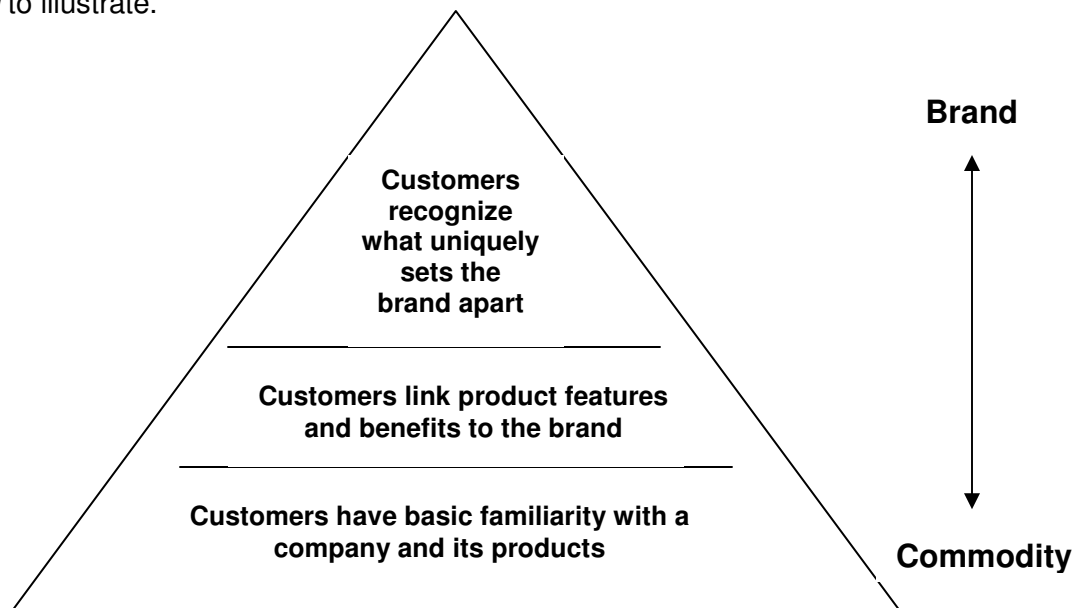 to illustrate.
Brand
Customers
recognize
what uniquely
sets the
brand apart
Customers link product features
and benefits to the brand
Customers have basic familiarity with a
company and its products
Commodity